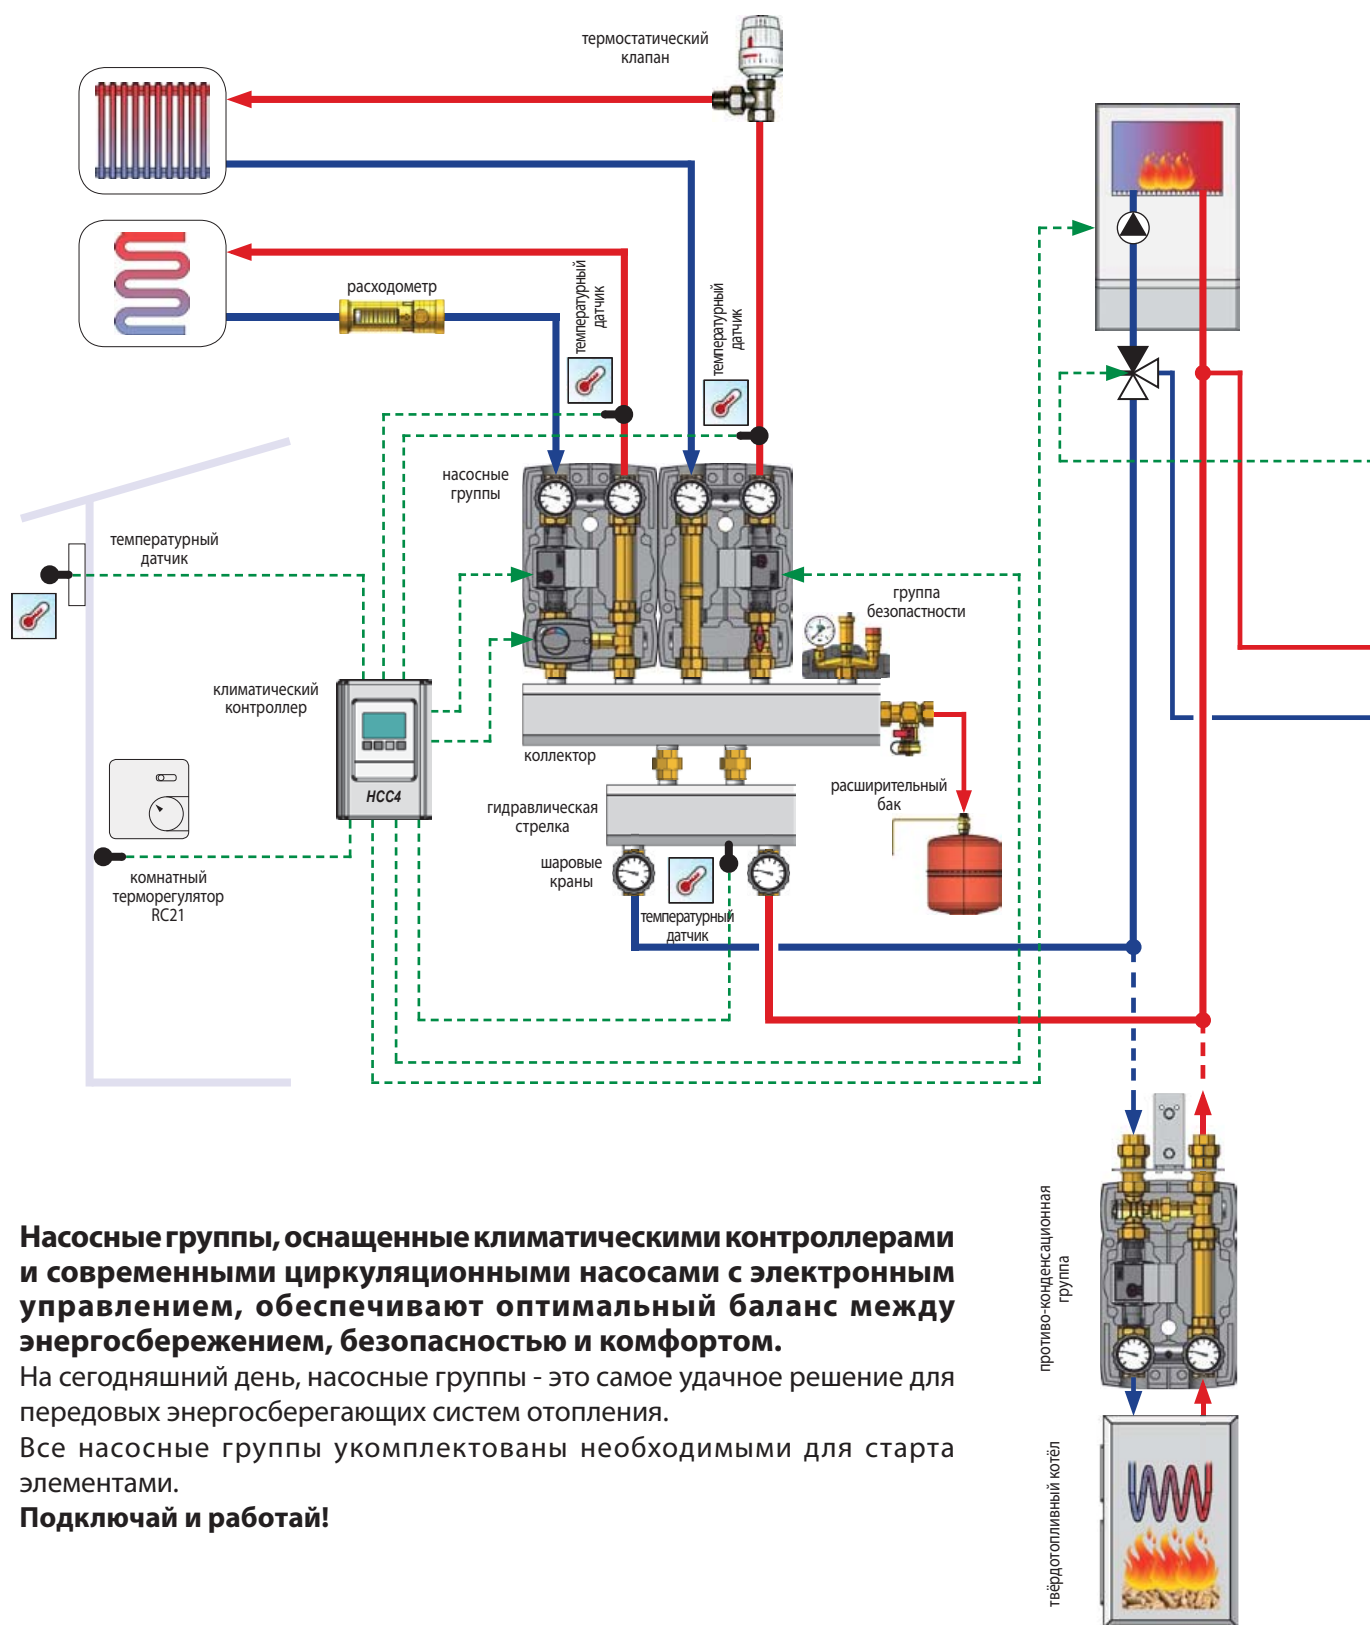 термостатический
клапан
расходометр
температурный
датчик
температурный
датчик
насосные
группы
температурный
датчик
группа
безопастности
климатический
контроллер
HCC4
коллектор
расширительный
бак
гидравлическая
стрелка
шаровые
краны
комнатный
терморегулятор
RC21
температурный
датчик
противо-конденсационная
группа
твёрдотопливный котёл
Насосные группы, оснащенные климатическими контроллерами
и современными циркуляционными насосами с электронным
управлением, обеспечивают оптимальный баланс между
энергосбережением, безопасностью и комфортом.
На сегодняшний день, насосные группы - это самое удачное решение для
передовых энергосберегающих систем отопления.
Все насосные группы укомплектованы необходимыми для старта
элементами.
Подключай и работай!